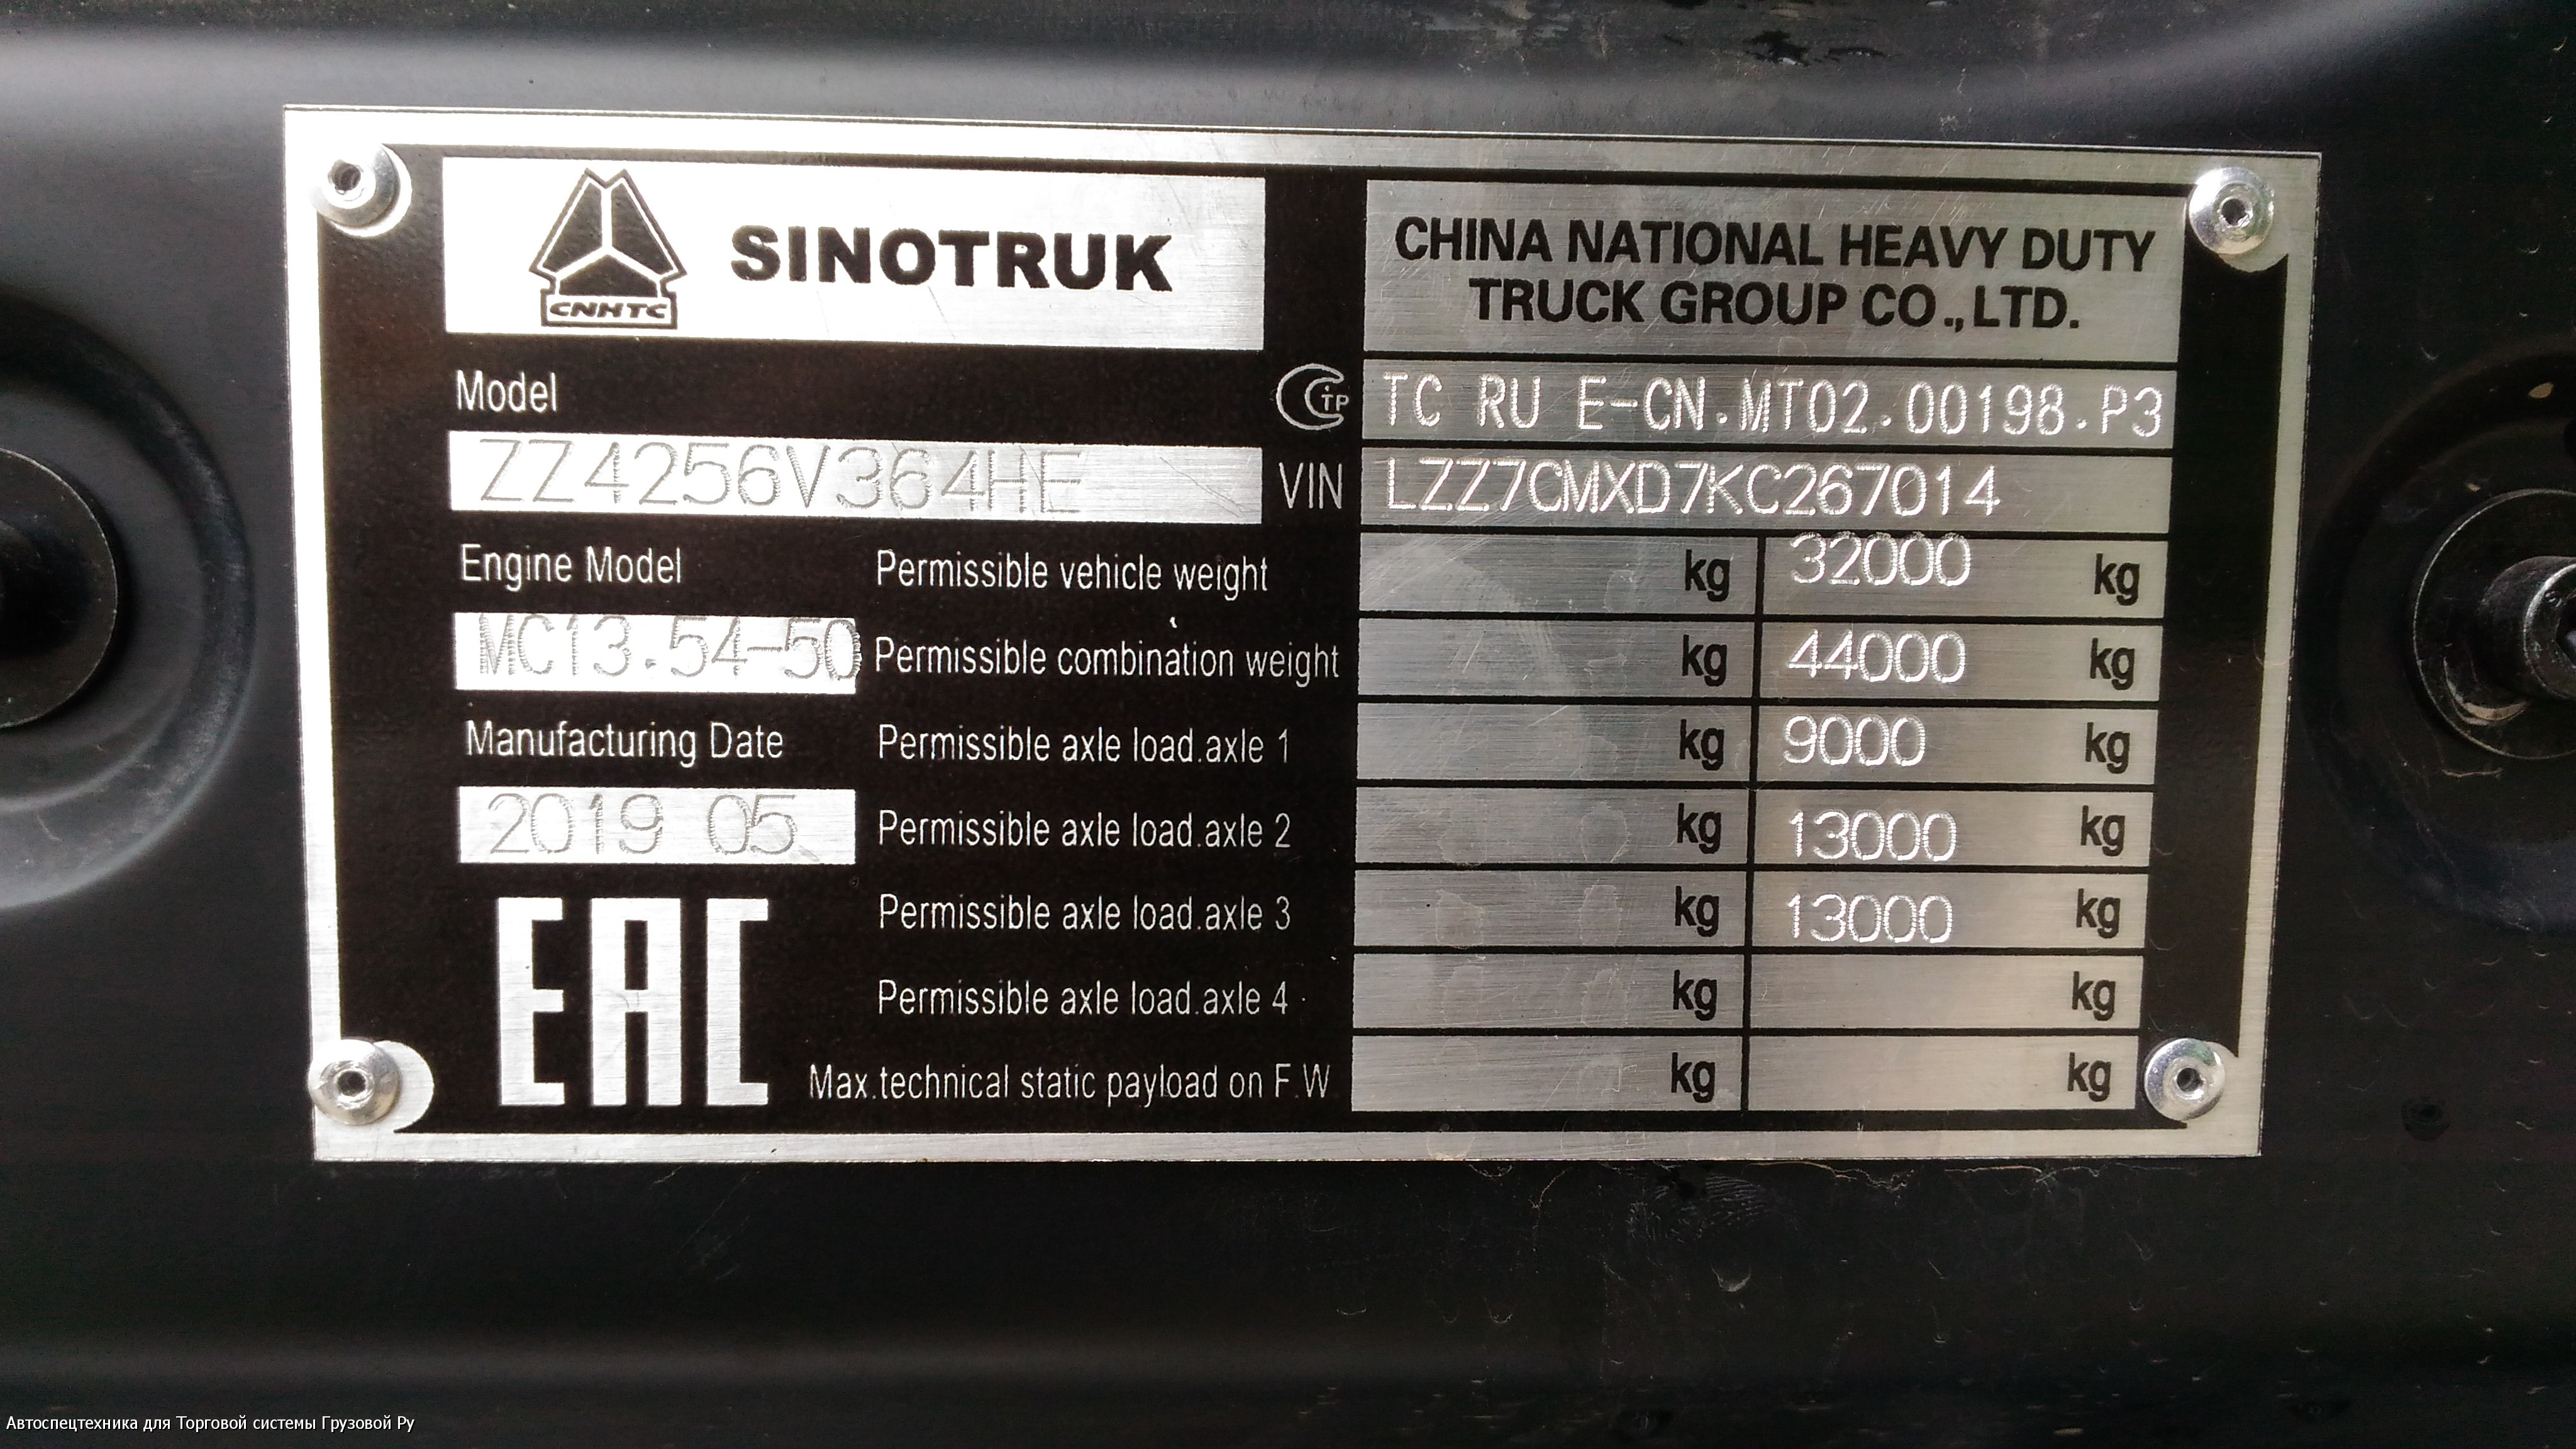 SINOTRUK
CNHTC
CHINA NATIONAL HEAVY DUTY
TRUCK GROUP CO.,LTD.
Model
TC RU E-CN.MT02.00198.P3
ZZ4256V364HE
VIN LZZ7CMXD7KC267014
Engine Model
Permissible vehicle weight kg 32000 kg
MC13.54-50
Permissible combination weight kg 44000 kg
Manufacturing Date
Permissible axle load.axle 1 kg 9000 kg
2019 05
Permissible axle load.axle 2 kg 13000 kg
EAC
Permissible axle load.axle 3 kg 13000 kg
Permissible axle load.axle 4 kg kg
Max.technical static payload on F.W kg kg
Автоспецтехника для Торговой системы Грузовой Ру